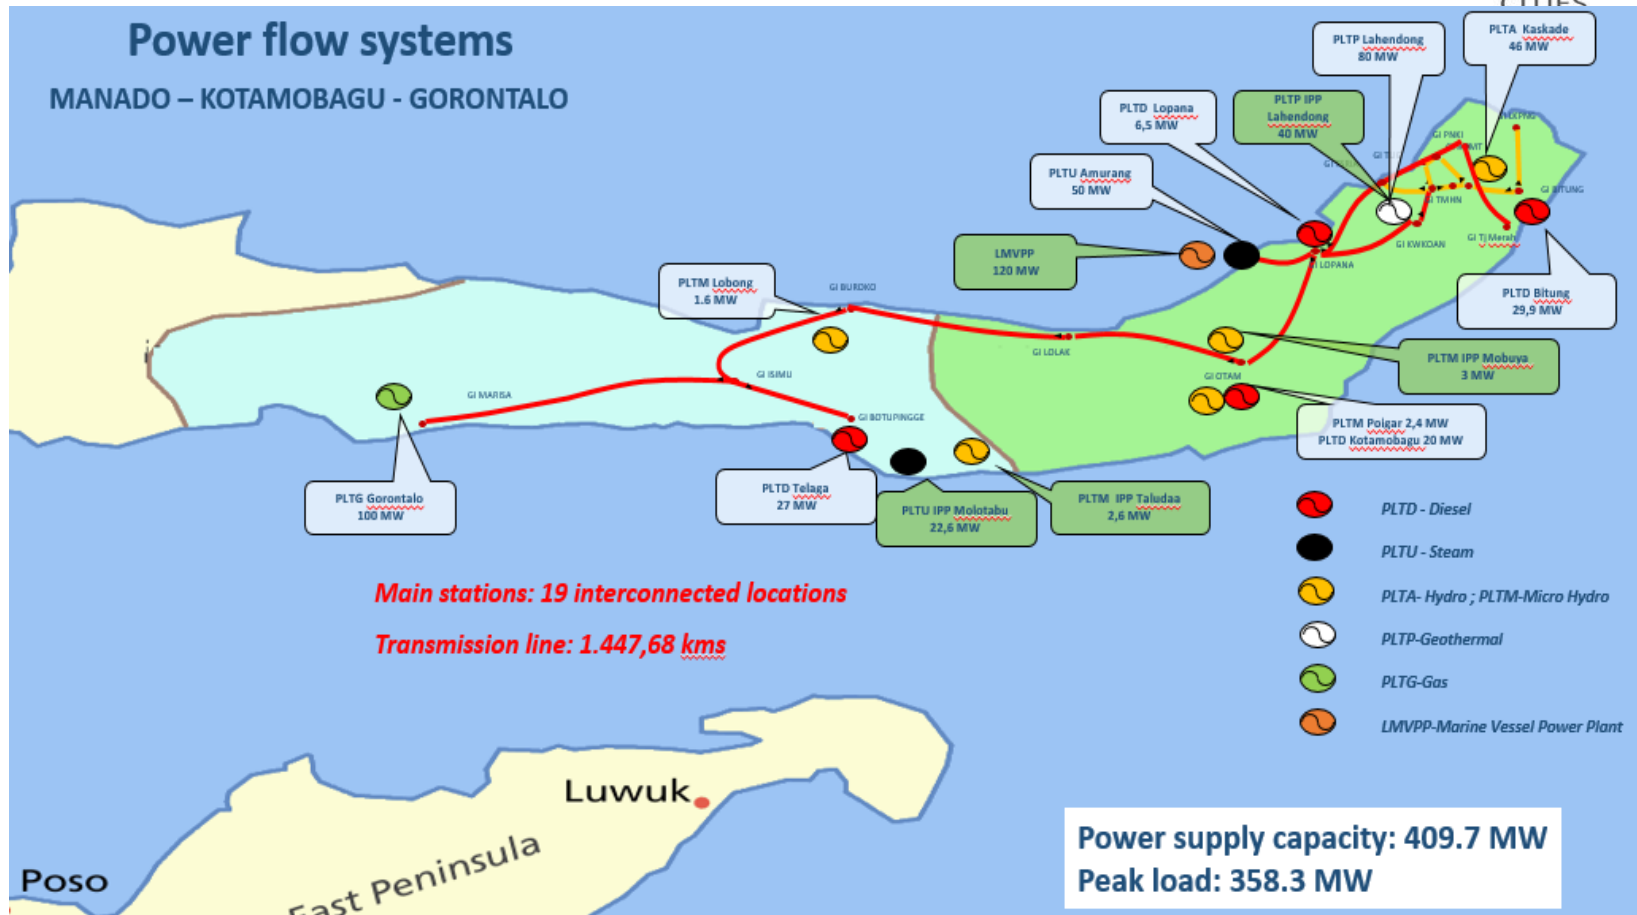 Power flow systems
MANADO – KOTAMOBAGU - GORONTALO
PLTA Kaskade
46 MW
PLTP Lahendong
80 MW
PLTD Lopana
6,5 MW
PLTP IPP
Lahendong
40 MW
PLTU Amurang
50 MW
LMVPP
120 MW
PLTM Lobong
1.6 MW
GI BUROKO
GI PNKI
GI TMHN
GI BITUNG
GI KWKOAN
GI Tj Merah
LOPANA
PLTD Bitung
29,9 MW
GI LOLAK
PLTM IPP Mobuya
3 MW
GI OTAM
GI ISIMU
GI MARISA
GI BOTUPINGGE
PLTM Poigar 2,4 MW
PLTD Kotamobagu 20 MW
PLTG Gorontalo
100 MW
PLTD Telaga
27 MW
PLTU IPP Molotabu
22,6 MW
PLTM IPP Taludaa
2,6 MW
PLTD - Diesel
PLTU - Steam
PLTA- Hydro ; PLTM-Micro Hydro
PLTP-Geothermal
PLTG-Gas
LMVPP-Marine Vessel Power Plant
Main stations: 19 interconnected locations
Transmission line: 1.447,68 kms
Luwuk
Poso
East Peninsula
Power supply capacity: 409.7 MW
Peak load: 358.3 MW